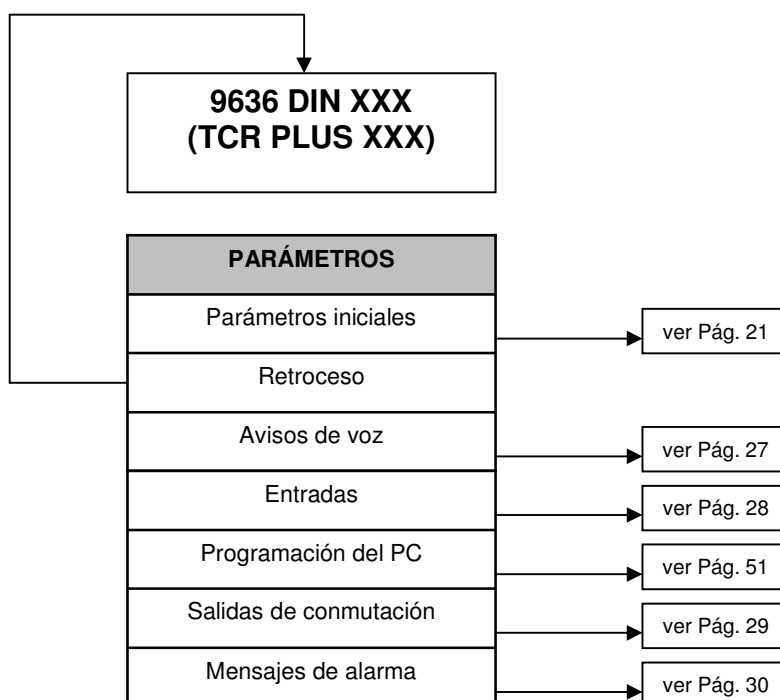 9636 DIN XXX
(TCR PLUS XXX)
PARÁMETROS
Parámetros iniciales
ver Pág. 21
Retroceso
Avisos de voz
ver Pág. 27
Entradas
ver Pág. 28
Programación del PC
ver Pág. 51
Salidas de conmutación
ver Pág. 29
Mensajes de alarma
ver Pág. 30